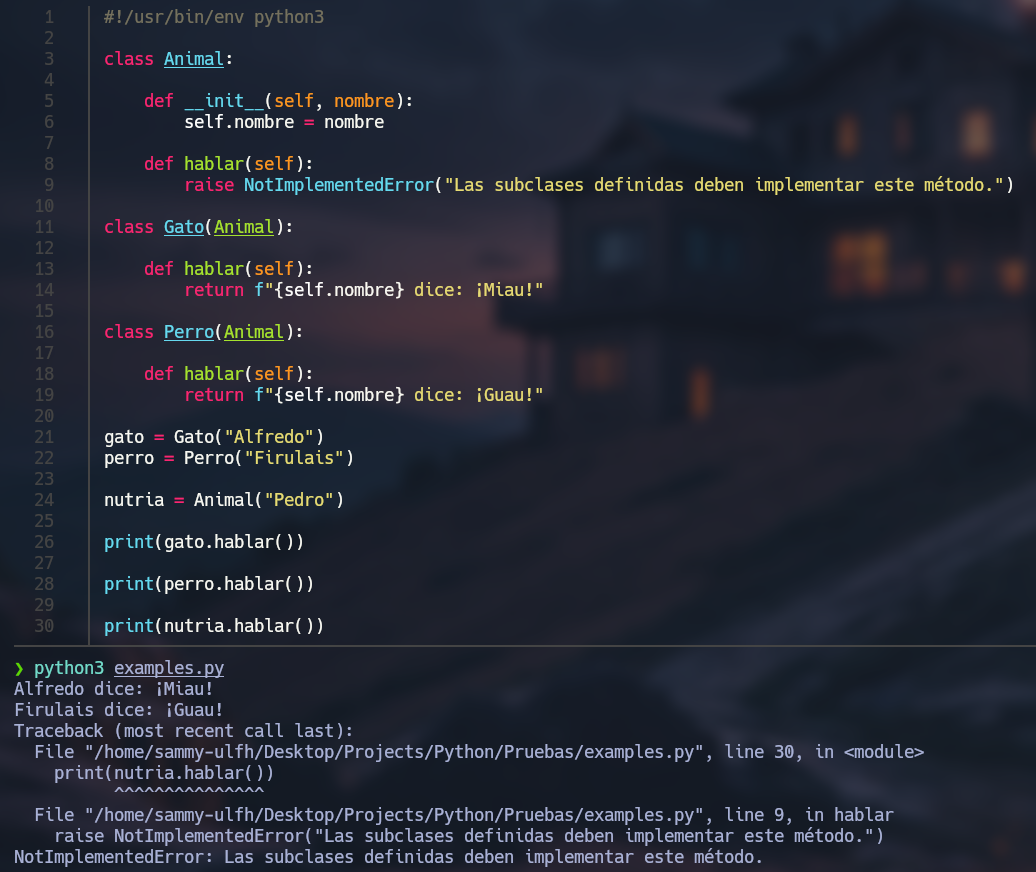 1 #!/usr/bin/env python3
2
3 class Animal:
4
5     def __init__(self, nombre):
6         self.nombre = nombre
7
8     def hablar(self):
9         raise NotImplementedError("Las subclases definidas deben implementar este método.")
10
11 class Gato(Animal):
12
13     def hablar(self):
14         return f"{self.nombre} dice: ¡Miau!"
15
16 class Perro(Animal):
17
18     def hablar(self):
19         return f"{self.nombre} dice: ¡Guau!"
20
21 gato = Gato("Alfredo")
22 perro = Perro("Firulais")
23
24 nutria = Animal("Pedro")
25
26 print(gato.hablar())
27
28 print(perro.hablar())
29
30 print(nutria.hablar())
❯ python3 examples.py
Alfredo dice: ¡Miau!
Firulais dice: ¡Guau!
Traceback (most recent call last):
  File "/home/sammy-ulfh/Desktop/Projects/Python/Pruebas/examples.py", line 30, in <module>
    print(nutria.hablar())
          ^^^^^^^^^^^^^^^
  File "/home/sammy-ulfh/Desktop/Projects/Python/Pruebas/examples.py", line 9, in hablar
    raise NotImplementedError("Las subclases definidas deben implementar este método.")
NotImplementedError: Las subclases definidas deben implementar este método.